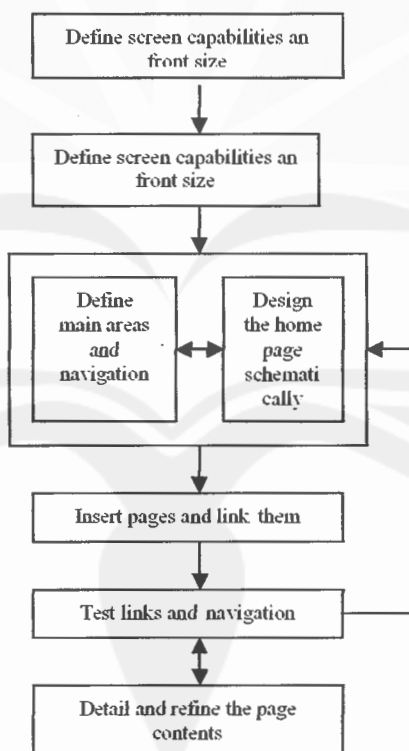 Define screen capabilities an
front size
Define screen capabilities an
front size
Define
main areas
and
navigation
Design
the home
page
schemati
cally
Insert pages and link them
Test links and navigation
Detail and refine the page
contents